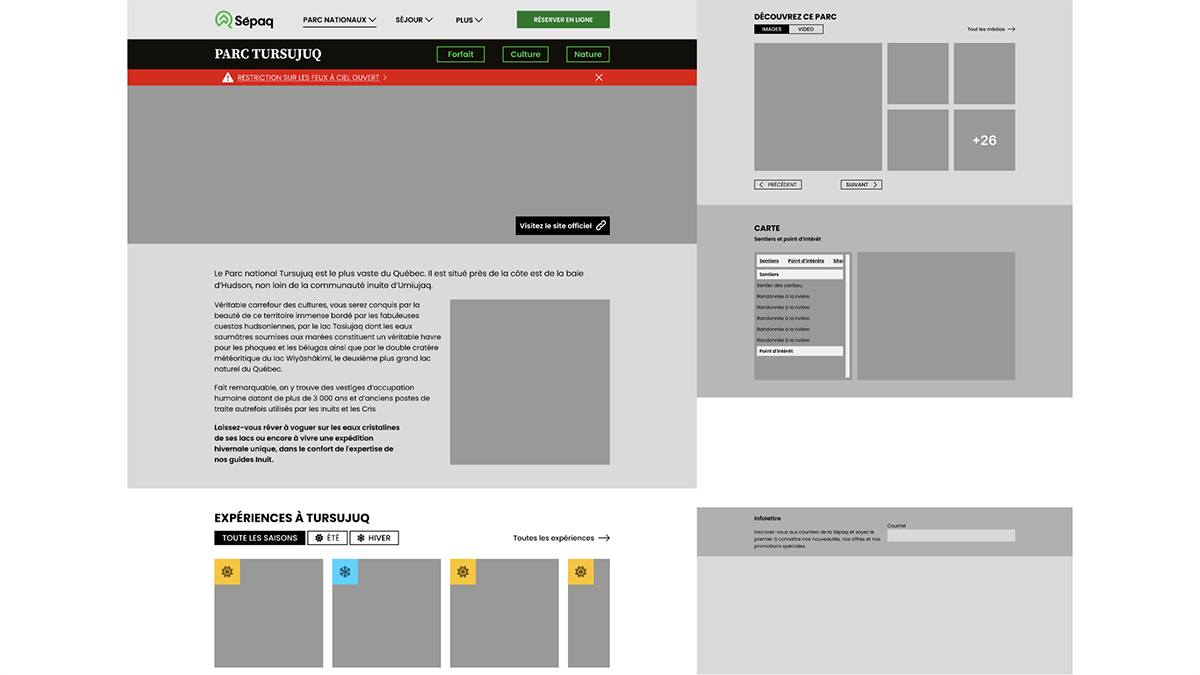 Sépaq
PARC NATIONAUX
SÉJOUR
PLUS
RÉSERVER EN LIGNE
PARC TURSUJUQ
Forfait
Culture
Nature
RESTRICTION SUR LES FEUX À CIEL OUVERT >
Visitez le site officiel
Le Parc national Tursujuq est le plus vaste du Québec. Il est situé près de la côte est de la baie
d'Hudson, non loin de la communauté inuite d'Umiujaq.
Véritable carrefour des cultures, vous serez conquis par la
beauté de ce territoire immense bordé par les fabuleuses
cuestas hudsoniennes, par le lac Tasiujaq dont les eaux
saumâtres soumises aux marées constituent un véritable havre
pour les phoques et les bélugas ainsi que par le double cratère
météoritique du lac Wiyâshâkimî, le deuxième plus grand lac
naturel du Québec.
Fait remarquable, on y trouve des vestiges d'occupation
humaine datant de plus de 3 000 ans et d'anciens postes de
traite autrefois utilisés par les Inuits et les Cris
Laissez-vous rêver à voguer sur les eaux cristalines
de ses lacs ou encore à vivre une expédition
hivernale unique, dans le confort de l'expertise de
nos guides Inuit.
EXPÉRIENCES À TURSUJUQ
TOUTE LES SAISONS
ÉTÉ
HIVER
Toutes les expériences
DÉCOUVREZ CE PARC
IMAGES
VIDEO
Tout les médias
+26
PRÉCÉDENT
SUIVANT
CARTE
Sentiers et point d'intérêt
Sentiers
Point d'intérêts
Sites
Sentiers
Sentier des caribou
Randonnée à la rivière
Randonnée à la rivière
Randonnée à la rivière
Randonnée à la rivière
Randonnée à la rivière
Point d'intérêt
Infolettre
Inscrivez-vous aux courriels de la Sépaq et soyez le
premier à connaître nos nouveautés, nos offres et nos
promotions spéciales.
Courriel